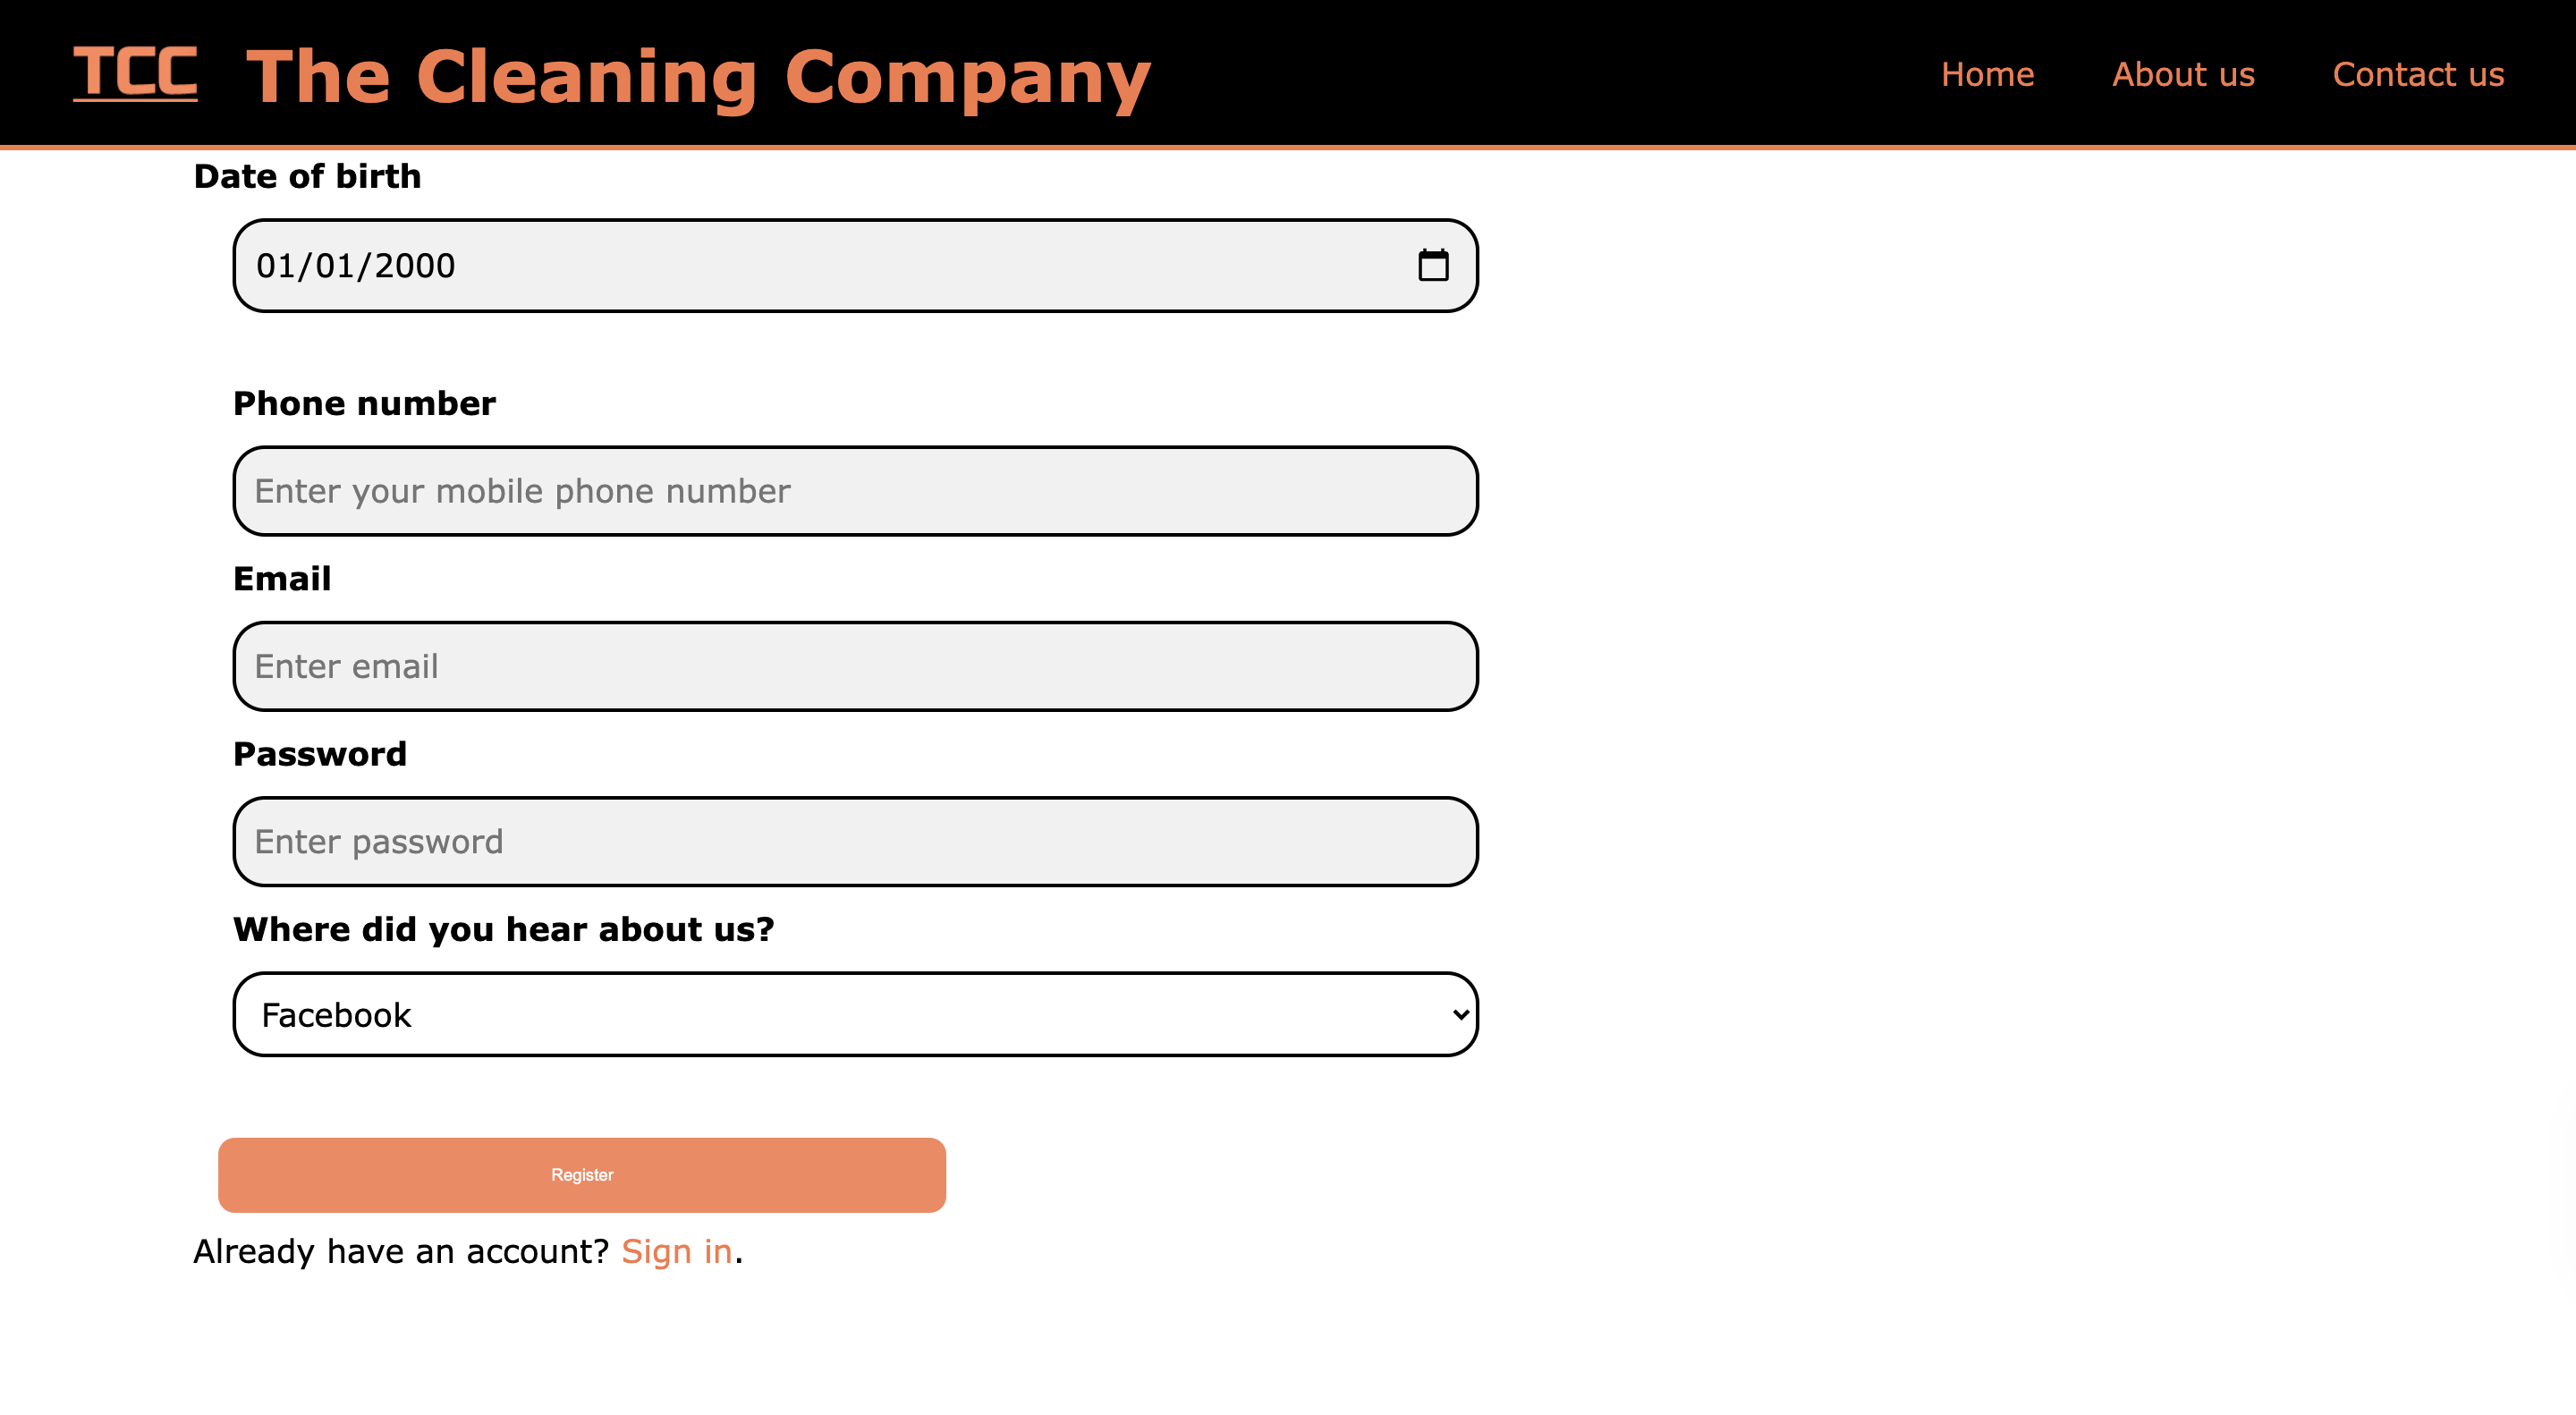 TCC The Cleaning Company Home About us Contact us
Date of birth
01/01/2000
Phone number
Enter your mobile phone number
Email
Enter email
Password
Enter password
Where did you hear about us?
Facebook
Register
Already have an account? Sign in.